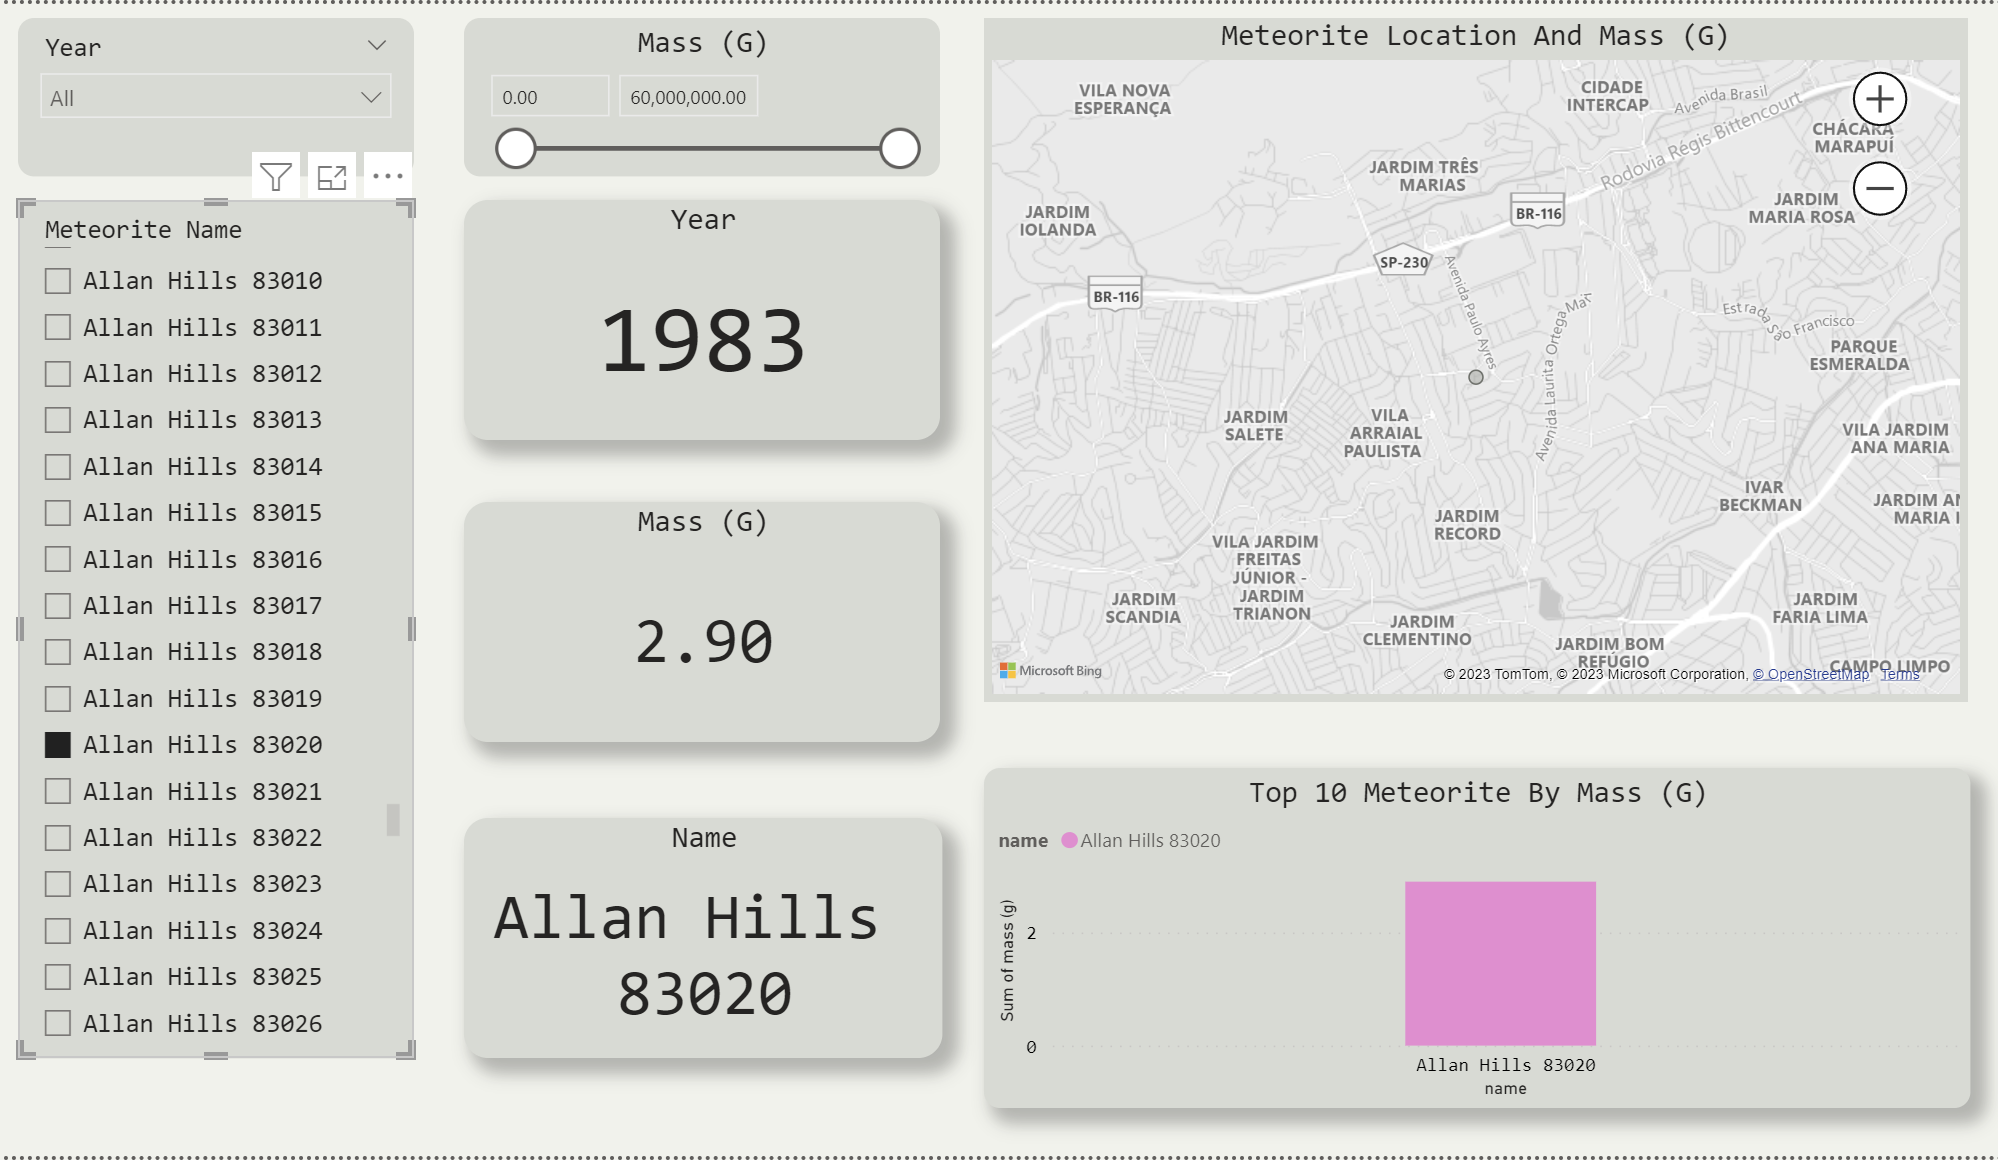 Year
All
Meteorite Name
Allan Hills 83010
Allan Hills 83011
Allan Hills 83012
Allan Hills 83013
Allan Hills 83014
Allan Hills 83015
Allan Hills 83016
Allan Hills 83017
Allan Hills 83018
Allan Hills 83019
Allan Hills 83020
Allan Hills 83021
Allan Hills 83022
Allan Hills 83023
Allan Hills 83024
Allan Hills 83025
Allan Hills 83026
Mass (G)
0.00
60,000,000.00
Year
1983
Mass (G)
2.90
Name
Allan Hills
83020
Meteorite Location And Mass (G)
VILA NOVA
ESPERANÇA
CIDADE
INTERCAP
Avenida Brasil
Rodovia Régis Bittencourt
CHÁCARA
MARAPUÍ
JARDIM TRÊS
MARIAS
BR-116
JARDIM
MARIA ROSA
JARDIM
IOLANDA
SP-230
BR-116
Avenida Paulo Ayres
Avenida Laurita Ortega Mari
Estrada São Francisco
PARQUE
ESMERALDA
JARDIM
SALETE
VILA
ARRAIAL
PAULISTA
VILA JARDIM
ANA MARIA
IVAR
BECKMAN
JARDIM AN
MARIA I
JARDIM
RECORD
VILA JARDIM
FREITAS
JÚNIOR -
JARDIM
TRIANON
JARDIM
SCANDIA
JARDIM
CLEMENTINO
JARDIM
FARIA LIMA
JARDIM BOM
REFÚGIO
CAMPO LIMPO
Microsoft Bing
© 2023 TomTom, © 2023 Microsoft Corporation, © OpenStreetMap Terms
Top 10 Meteorite By Mass (G)
name Allan Hills 83020
Sum of mass (g)
2
0
Allan Hills 83020
name